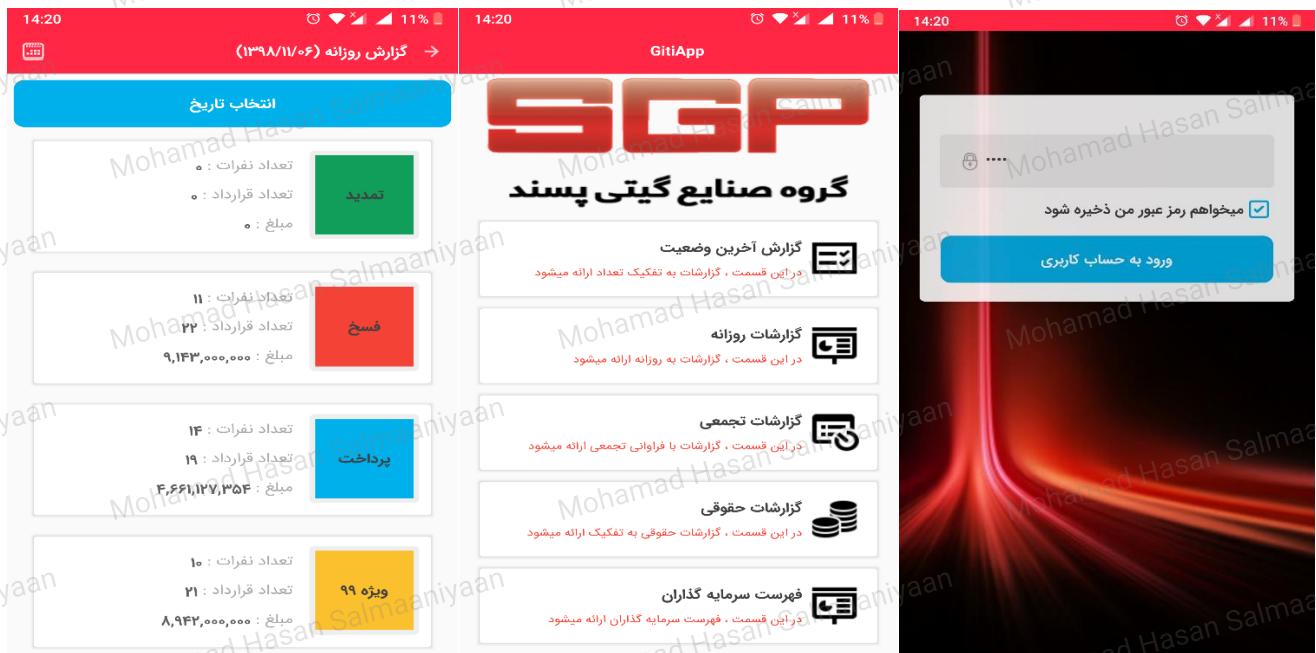 14:20
11%
گزارش روزانه (۱۳۹۸/۱۱/۰۶)
انتخاب تاریخ
تمدید
تعداد نفرات : ۰
تعداد قرارداد : ۰
مبلغ : ۰
فسخ
تعداد نفرات : ۱۱
تعداد قرارداد : ۲۲
مبلغ : ۹,۱۴۳,۰۰۰,۰۰۰
پرداخت
تعداد نفرات : ۱۴
تعداد قرارداد : ۱۹
مبلغ : ۴,۶۶۱,۱۲۷,۳۵۴
ویژه ۹۹
تعداد نفرات : ۱۰
تعداد قرارداد : ۲۱
مبلغ : ۸,۹۴۲,۰۰۰,۰۰۰
14:20
11%
GitiApp
SGP
گروه صنایع گیتی پسند
گزارش آخرین وضعیت
در این قسمت ، گزارشات به تفکیک تعداد ارائه میشود
گزارشات روزانه
در این قسمت ، گزارشات به روزانه ارائه میشود
گزارشات تجمعی
در این قسمت ، گزارشات با فراوانی تجمعی ارائه میشود
گزارشات حقوقی
در این قسمت ، گزارشات حقوقی به تفکیک ارائه میشود
فهرست سرمایه گذاران
در این قسمت ، فهرست سرمایه گذاران ارائه میشود
14:20
11%
میخواهم رمز عبور من ذخیره شود
ورود به حساب کاربری
Mohamad Hasan Salmaaniyaan